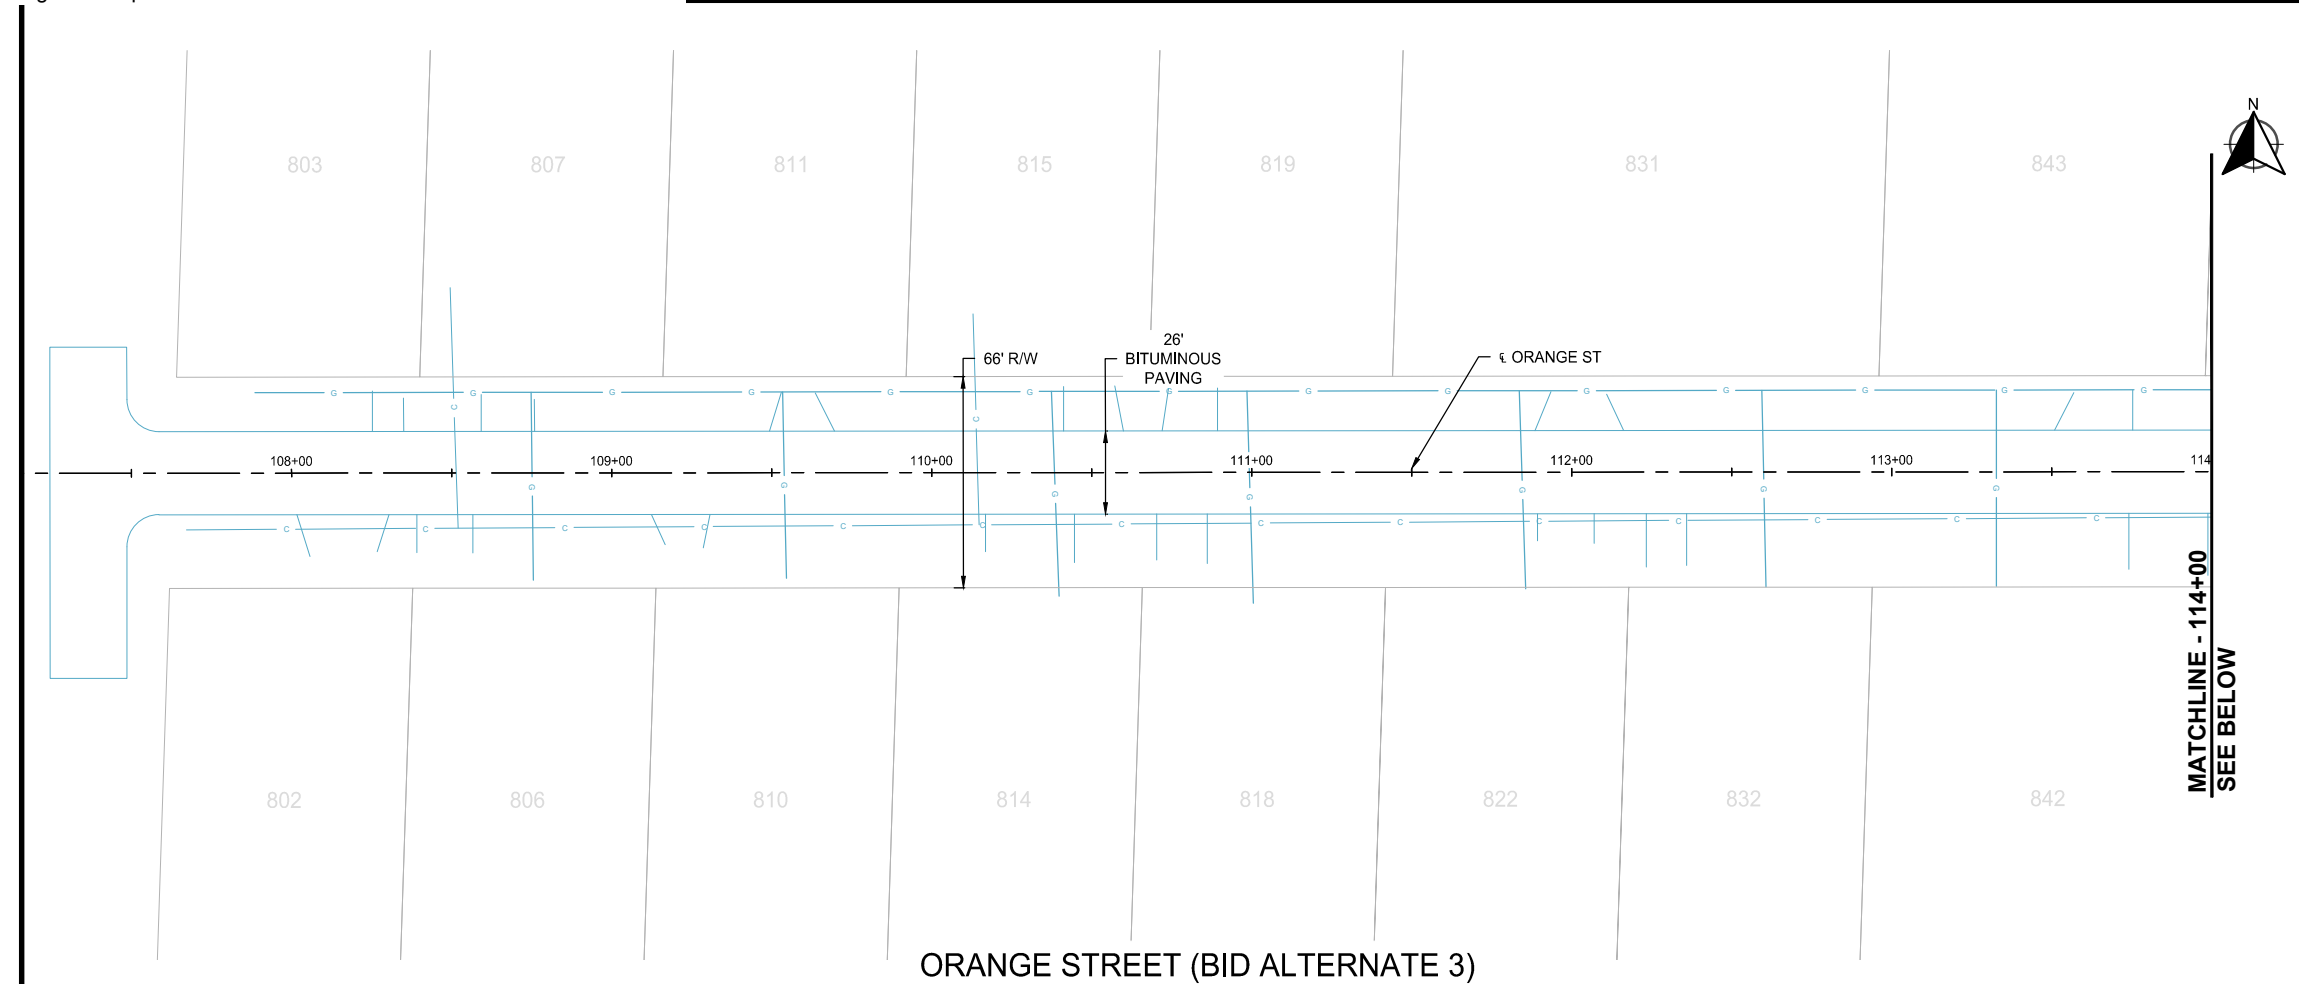 N
803
807
811
815
819
831
843
26'
BITUMINOUS
PAVING
66' R/W
℄ ORANGE ST
G G G G G G G G G G G G G G
C
C
108+00
109+00
110+00
111+00
112+00
113+00
114
G G G G G G G
C C C C C C C C C C C C C C
MATCHLINE - 114+00
SEE BELOW
802
806
810
814
818
822
832
842
ORANGE STREET (BID ALTERNATE 3)